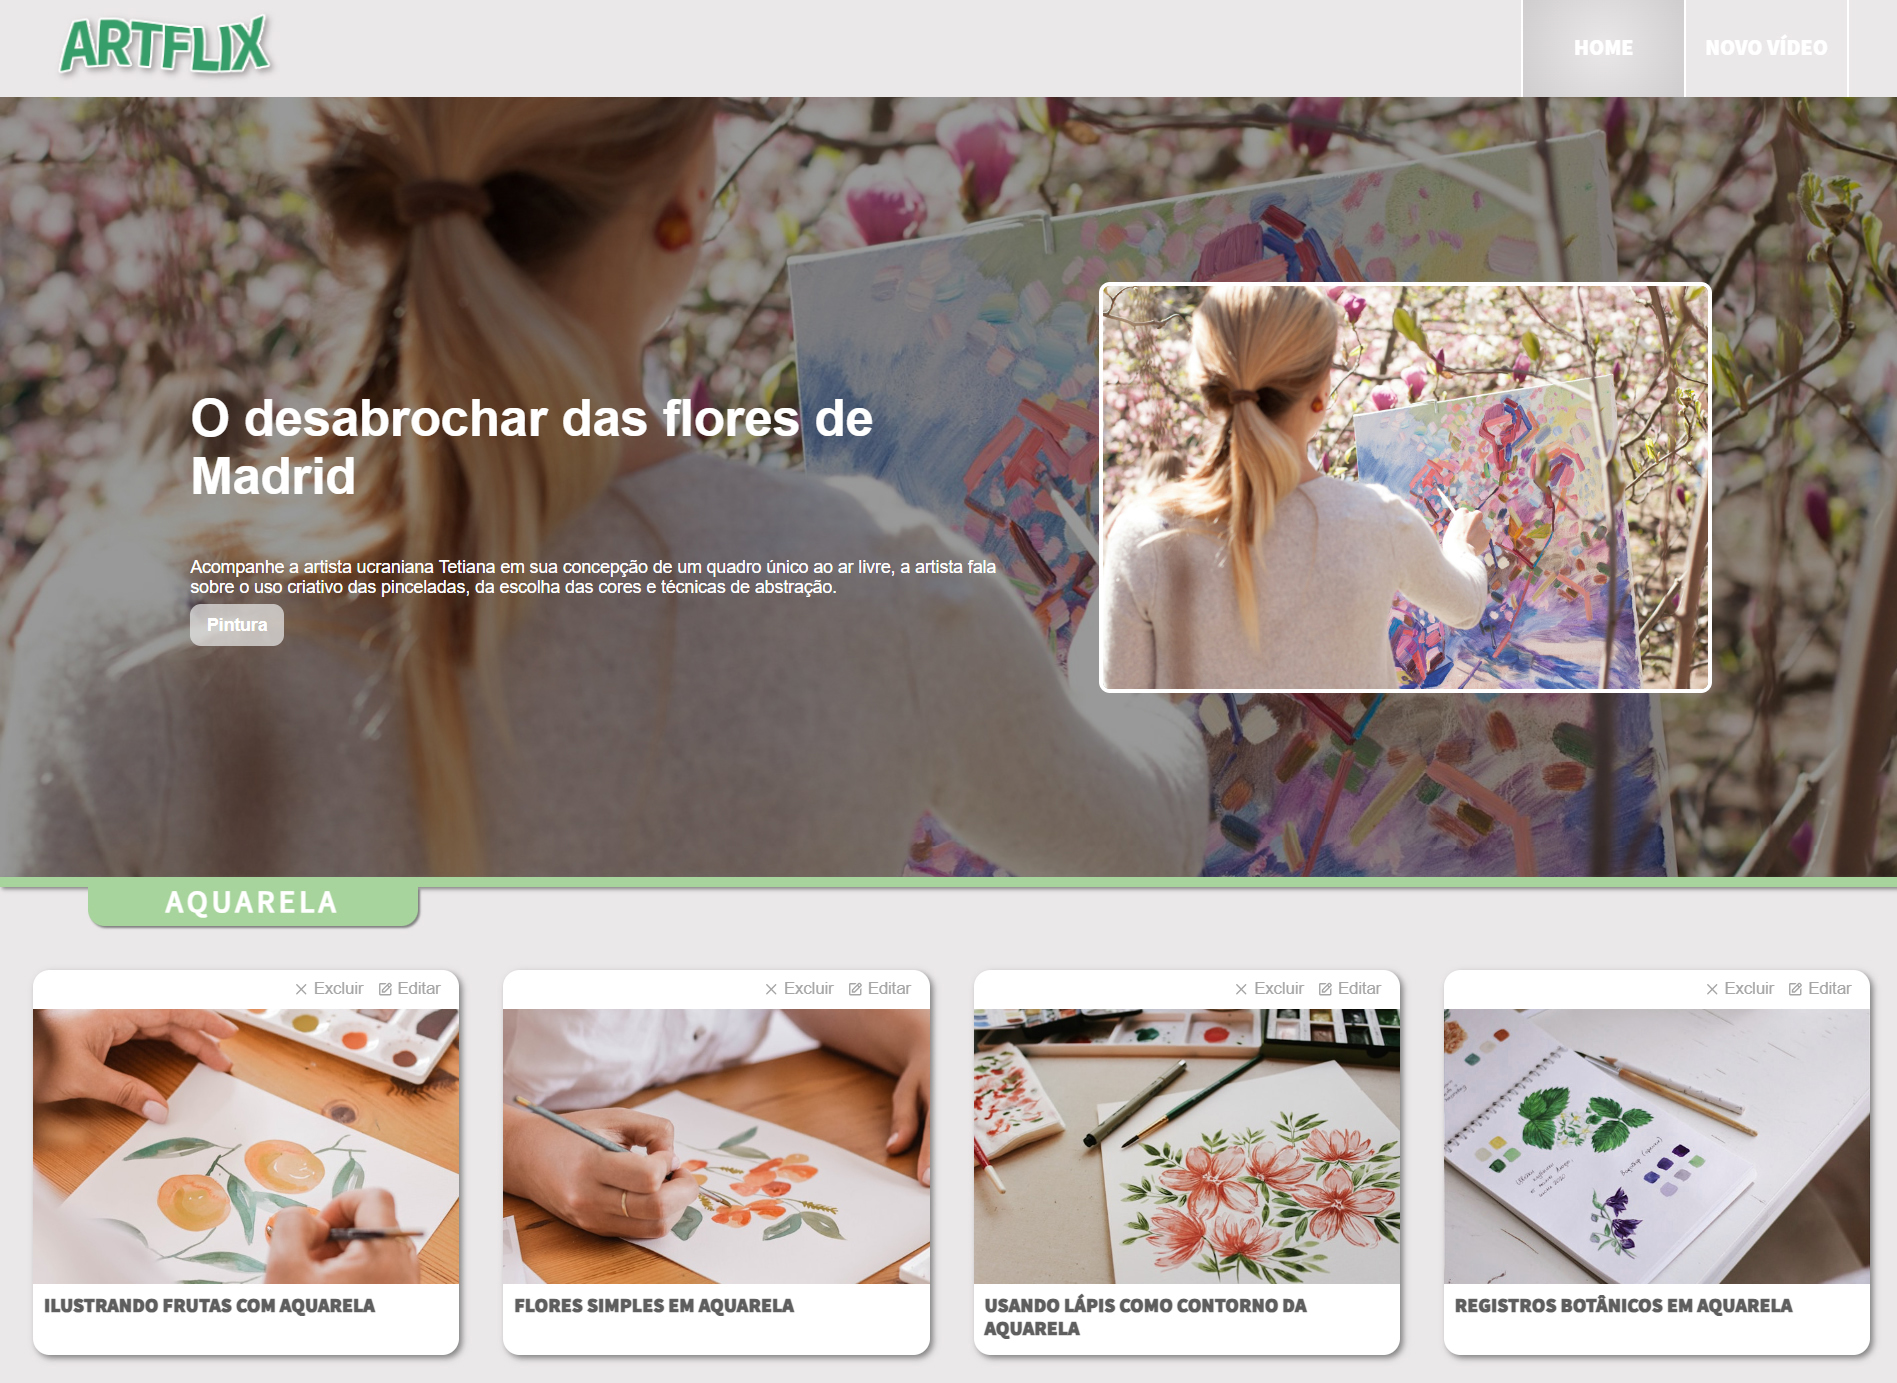 ARTFLIX
HOME
NOVO VÍDEO
O desabrochar das flores de
Madrid
Acompanhe a artista ucraniana Tetiana em sua concepção de um quadro único ao ar livre, a artista fala
sobre o uso criativo das pinceladas, da escolha das cores e técnicas de abstração.
Pintura
AQUARELA
Excluir Editar
Excluir Editar
Excluir Editar
Excluir Editar
ILUSTRANDO FRUTAS COM AQUARELA
FLORES SIMPLES EM AQUARELA
USANDO LÁPIS COMO CONTORNO DA
AQUARELA
REGISTROS BOTÂNICOS EM AQUARELA